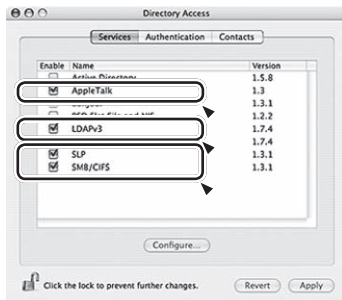 Directory Access
Services Authentication Contacts
Enable Name Version
Active Directory 1.5.8
AppleTalk 1.3
1.3.1
1.2.2
LDAPv3 1.7.4
1.7.4
SLP 1.3.1
SMB/CIFS 1.3.1
Configure...
Click the lock to prevent further changes. Revert Apply